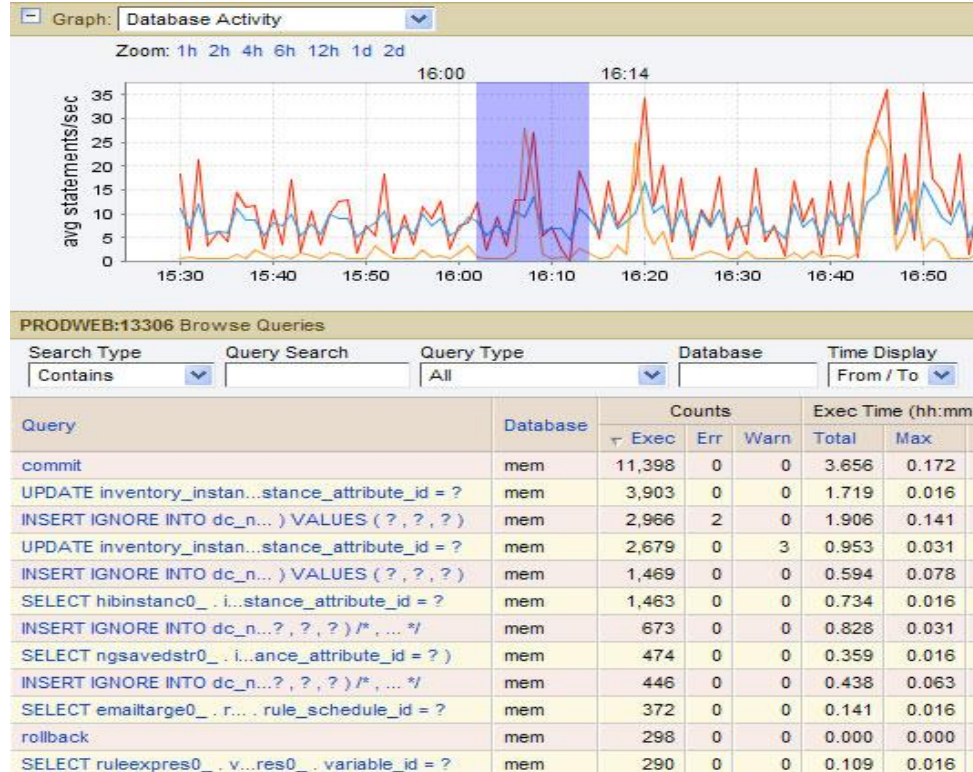 Graph: Database Activity
Zoom: 1h 2h 4h 6h 12h 1d 2d
16:00 16:14
avg statements/sec
35
30
25
20
15
10
5
0
15:30 15:40 15:50 16:00 16:10 16:20 16:30 16:40 16:50
PRODWEB:13306 Browse Queries
Search Type Query Search Query Type Database Time Display
Contains All From / To
Query Database Counts Exec Time (hh:mm
Exec Err Warn Total Max
commit mem 11,398 0 0 3.656 0.172
UPDATE inventory_instan...stance_attribute_id = ? mem 3,903 0 0 1.719 0.016
INSERT IGNORE INTO dc_n... ) VALUES ( ? , ? , ? ) mem 2,966 2 0 1.906 0.141
UPDATE inventory_instan...stance_attribute_id = ? mem 2,679 0 3 0.953 0.031
INSERT IGNORE INTO dc_n... ) VALUES ( ? , ? , ? ) mem 1,469 0 0 0.594 0.078
SELECT hibinstanc0_ . i...stance_attribute_id = ? mem 1,463 0 0 0.734 0.016
INSERT IGNORE INTO dc_n...? , ? , ? ) /* , ... */ mem 673 0 0 0.828 0.031
SELECT ngsavedstr0_ . i...ance_attribute_id = ? ) mem 474 0 0 0.359 0.016
INSERT IGNORE INTO dc_n...? , ? , ? ) /* , ... */ mem 446 0 0 0.438 0.063
SELECT emailtarge0_ . r... . rule_schedule_id = ? mem 372 0 0 0.141 0.016
rollback mem 298 0 0 0.000 0.000
SELECT ruleexpres0_ . v...res0_ . variable_id = ? mem 290 0 0 0.109 0.016